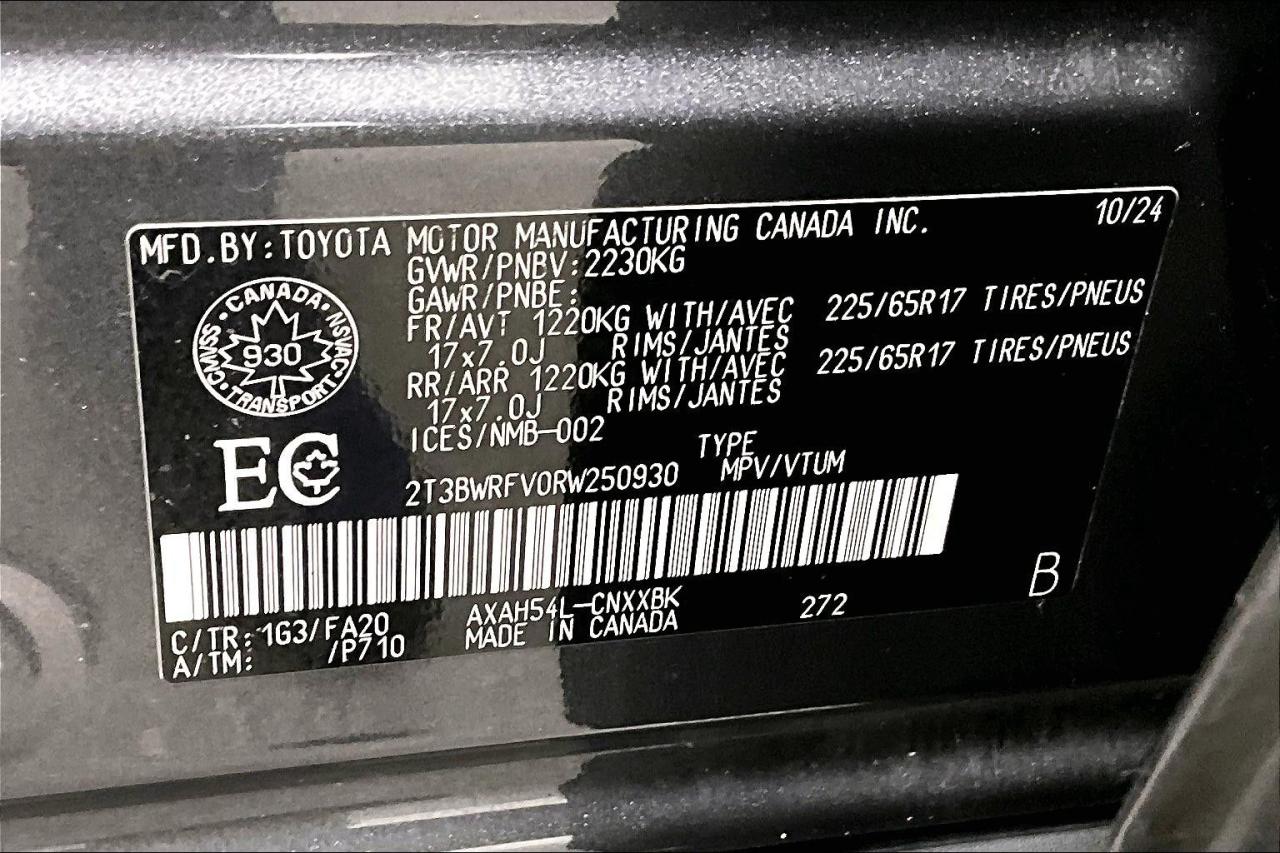 MFD.BY:TOYOTA MOTOR MANUFACTURING CANADA INC. 10/24
GVWR/PNBV:2230KG
GAWR/PNBE:
FR/AVT 1220KG WITH/AVEC 225/65R17 TIRES/PNEUS
17x7.0J RIMS/JANTES
RR/ARR 1220KG WITH/AVEC 225/65R17 TIRES/PNEUS
17x7.0J RIMS/JANTES
ICES/NMB-002
CANADA
CMVSS · NSVAC
930
TRANSPORT
EC
TYPE
2T3BWRFV0RW250930 MPV/VTUM
C/TR:1G3/FA20 AXAH54L-CNXXBK 272 B
A/TM: /P710 MADE IN CANADA